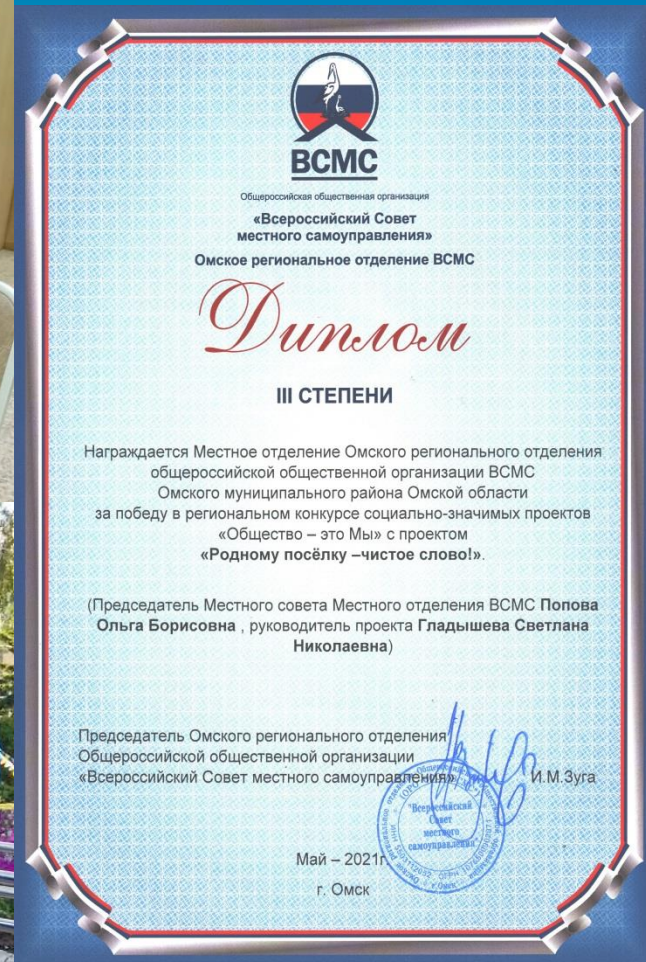 ВСМС
Общероссийская общественная организация
«Всероссийский Совет
местного самоуправления»
Омское региональное отделение ВСМС
Диплом
III СТЕПЕНИ
Награждается Местное отделение Омского регионального отделения
общероссийской общественной организации ВСМС
Омского муниципального района Омской области
за победу в региональном конкурсе социально-значимых проектов
«Общество – это Мы» с проектом
«Родному посёлку –чистое слово!».
(Председатель Местного совета Местного отделения ВСМС Попова
Ольга Борисовна , руководитель проекта Гладышева Светлана
Николаевна)
Председатель Омского регионального отделения
Общероссийской общественной организации
«Всероссийский Совет местного самоуправления»
И.М.Зуга
"Всероссийский
Совет
местного
самоуправления"
Май – 2021г.
г. Омск